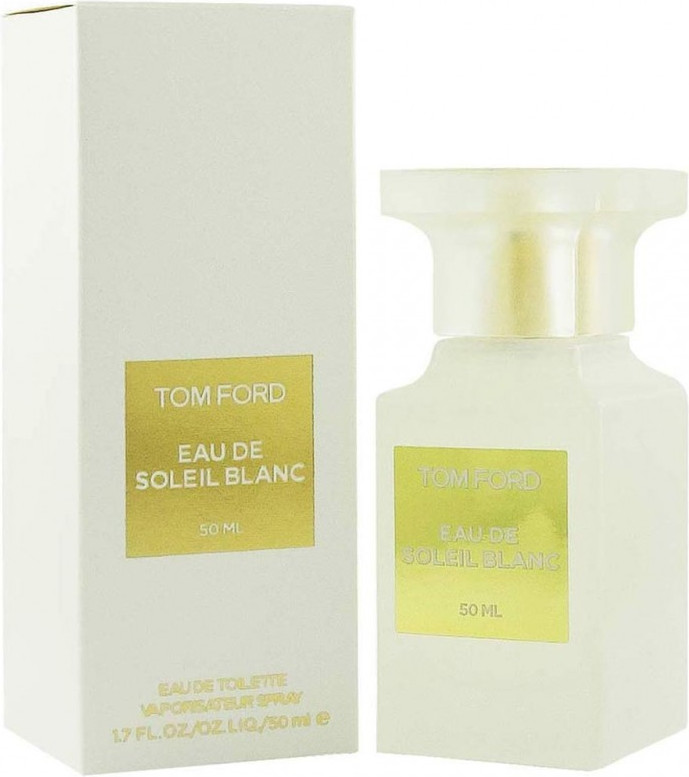 TOM FORD
EAU DE
SOLEIL BLANC
50 ML
EAU DE TOILETTE
VAPORISATEUR SPRAY
1.7 FL.OZ./OZ.LIQ./50 ml e
TOM FORD
EAU DE
SOLEIL BLANC
50 ML